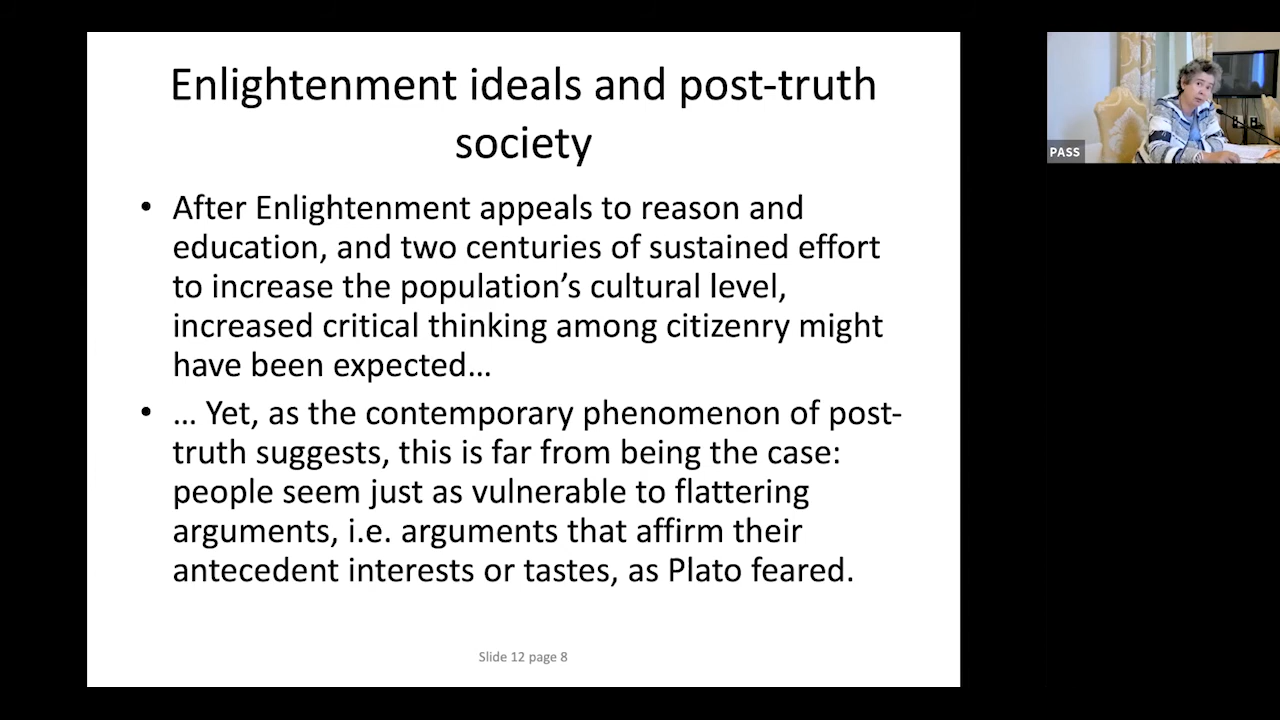 Enlightenment ideals and post-truth
society
• After Enlightenment appeals to reason and
education, and two centuries of sustained effort
to increase the population’s cultural level,
increased critical thinking among citizenry might
have been expected…
• … Yet, as the contemporary phenomenon of post-
truth suggests, this is far from being the case:
people seem just as vulnerable to flattering
arguments, i.e. arguments that affirm their
antecedent interests or tastes, as Plato feared.
Slide 12 page 8
PASS